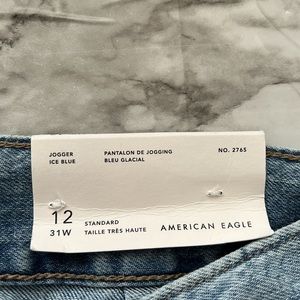 JOGGER
ICE BLUE
PANTALON DE JOGGING
BLEU GLACIAL
NO. 2765
12
31W
STANDARD
TAILLE TRÈS HAUTE
AMERICAN EAGLE